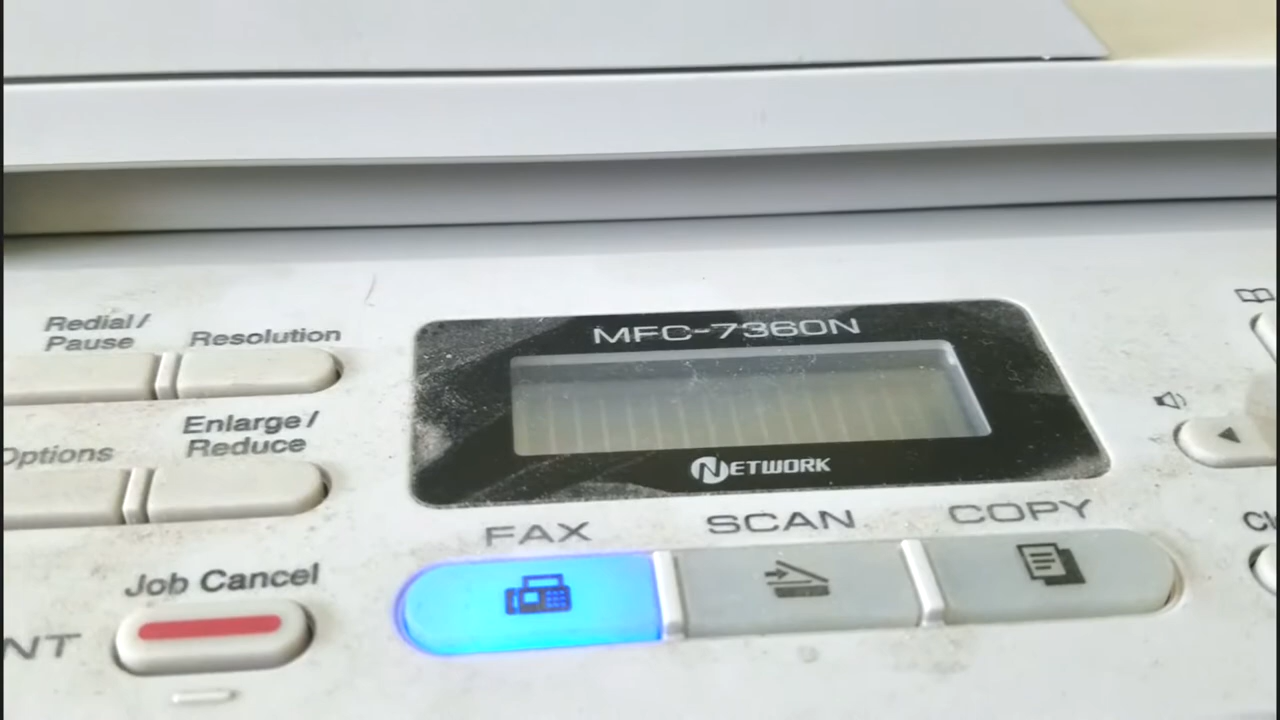 Redial/
Pause
Resolution
Options
Enlarge/
Reduce
Job Cancel
NT
MFC-7360N
NETWORK
FAX
SCAN
COPY